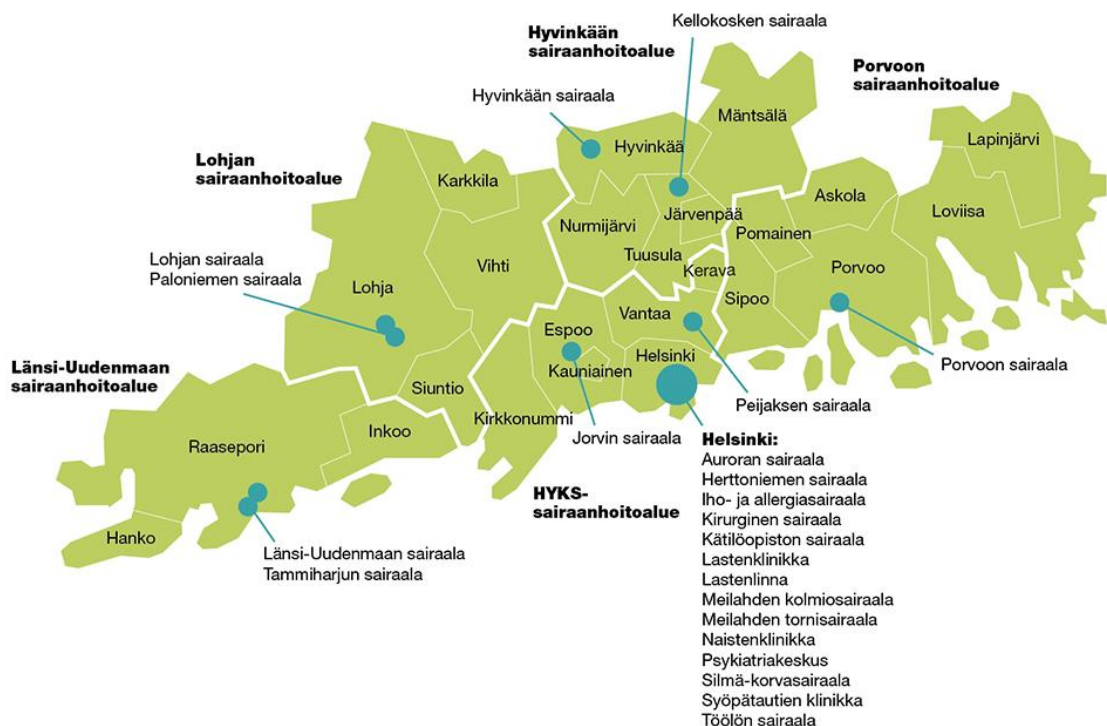 Kellokosken sairaala
Hyvinkään
sairaanhoitoalue
Porvoon
sairaanhoitoalue
Hyvinkään sairaala
Mäntsälä
Hyvinkää
Lapinjärvi
Lohjan
sairaanhoitoalue
Karkkila
Askola
Järvenpää
Loviisa
Nurmijärvi
Pornainen
Tuusula
Lohjan sairaala
Paloniemen sairaala
Vihti
Kerava
Porvoo
Lohja
Sipoo
Vantaa
Espoo
Länsi-Uudenmaan
sairaanhoitoalue
Helsinki
Kauniainen
Porvoon sairaala
Siuntio
Peijaksen sairaala
Kirkkonummi
Inkoo
Raasepori
Jorvin sairaala
HYKS-
sairaanhoitoalue
Hanko
Länsi-Uudenmaan sairaala
Tammiharjun sairaala
Helsinki:
Auroran sairaala
Herttoniemen sairaala
Iho- ja allergiasairaala
Kirurginen sairaala
Kätilöopiston sairaala
Lastenklinikka
Lastenlinna
Meilahden kolmiosairaala
Meilahden tornisairaala
Naistenklinikka
Psykiatriakeskus
Silmä-korvasairaala
Syöpätautien klinikka
Töölön sairaala